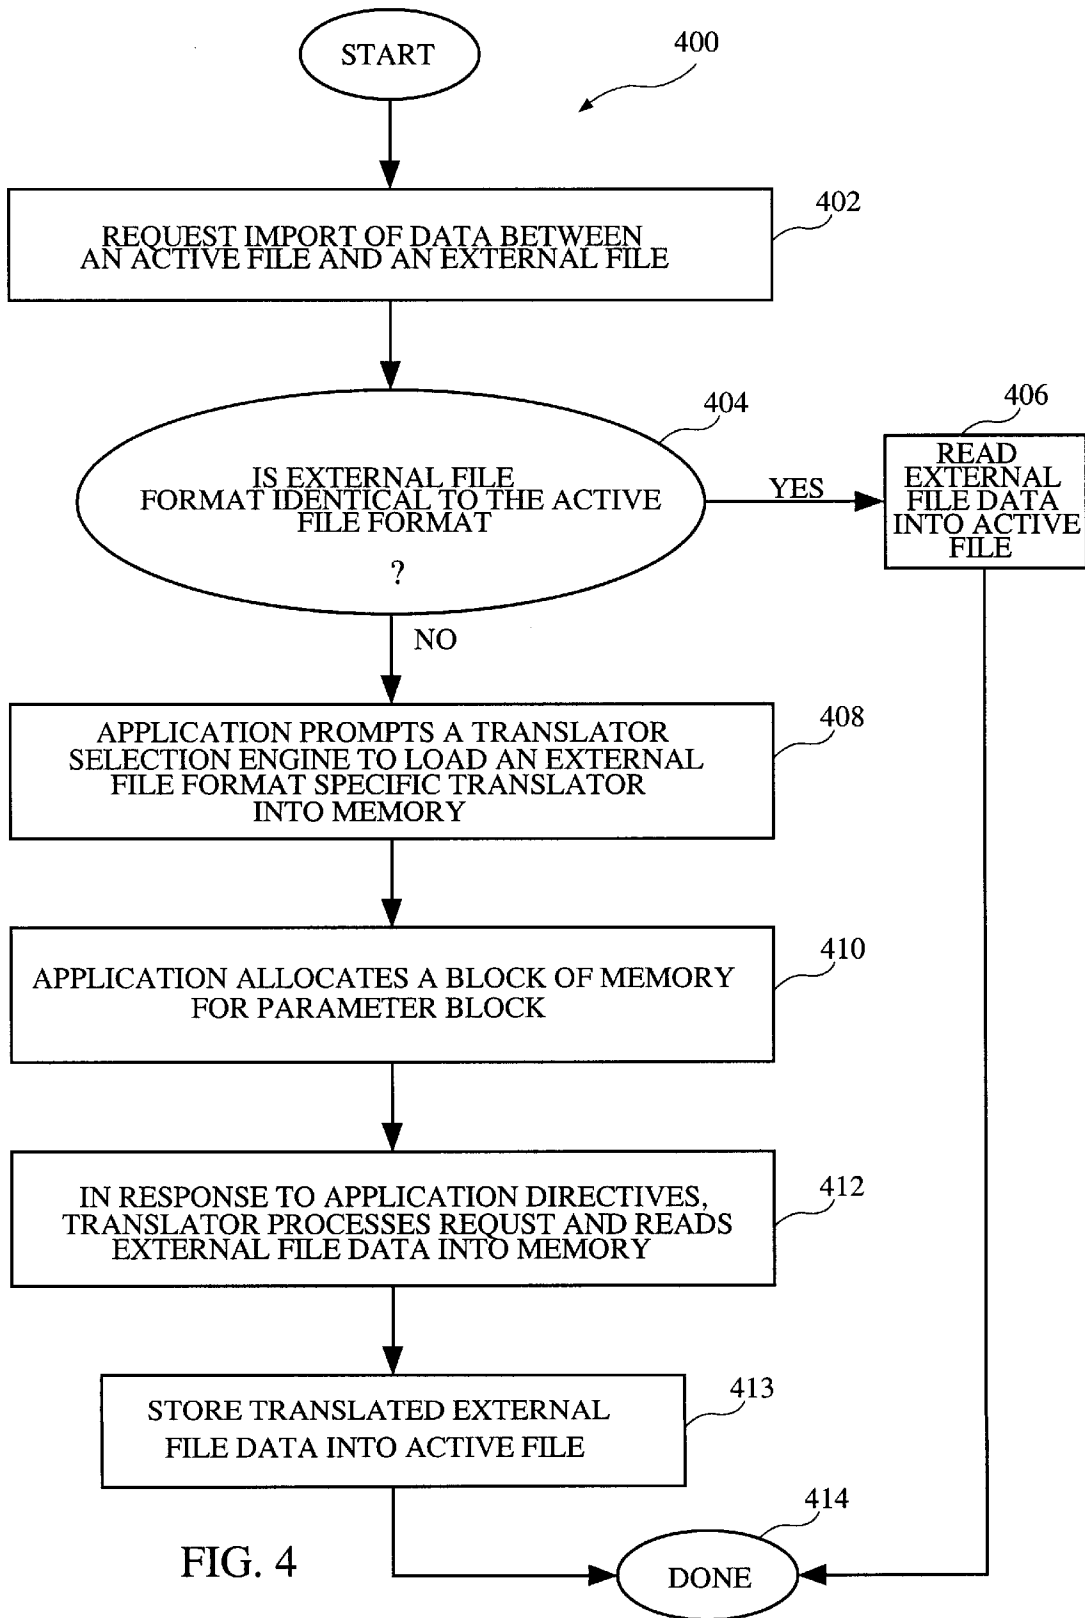 START
400
402
REQUEST IMPORT OF DATA BETWEEN
AN ACTIVE FILE AND AN EXTERNAL FILE
404
IS EXTERNAL FILE
FORMAT IDENTICAL TO THE ACTIVE
FILE FORMAT
?
YES
406
READ
EXTERNAL
FILE DATA
INTO ACTIVE
FILE
NO
408
APPLICATION PROMPTS A TRANSLATOR
SELECTION ENGINE TO LOAD AN EXTERNAL
FILE FORMAT SPECIFIC TRANSLATOR
INTO MEMORY
410
APPLICATION ALLOCATES A BLOCK OF MEMORY
FOR PARAMETER BLOCK
412
IN RESPONSE TO APPLICATION DIRECTIVES,
TRANSLATOR PROCESSES REQUST AND READS
EXTERNAL FILE DATA INTO MEMORY
413
STORE TRANSLATED EXTERNAL
FILE DATA INTO ACTIVE FILE
414
DONE
FIG. 4